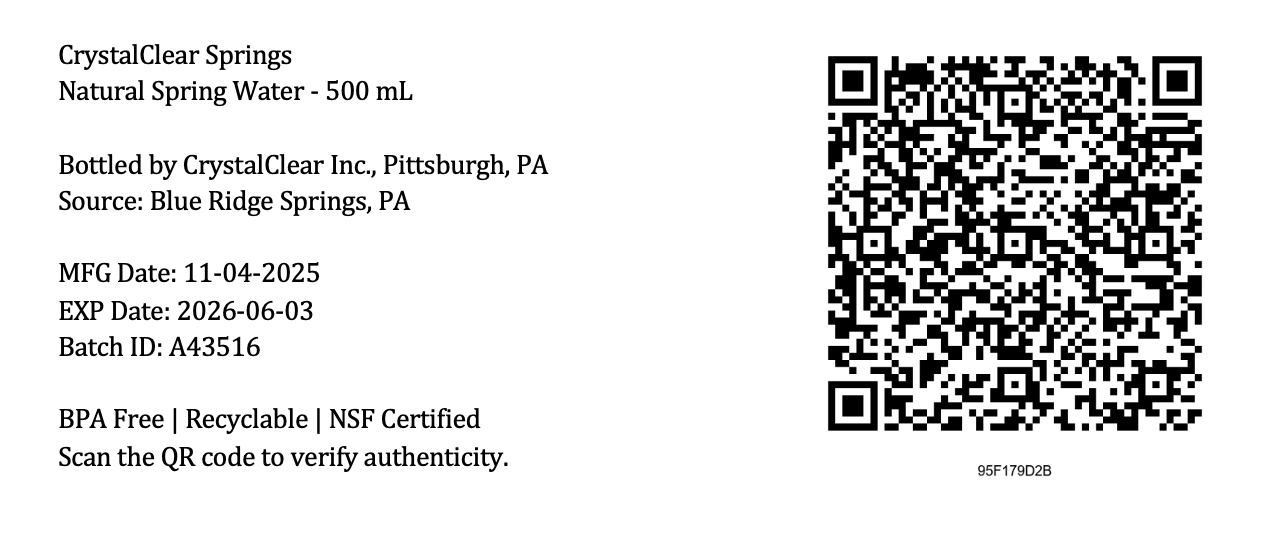 CrystalClear Springs
Natural Spring Water - 500 mL
Bottled by CrystalClear Inc., Pittsburgh, PA
Source: Blue Ridge Springs, PA
MFG Date: 11-04-2025
EXP Date: 2026-06-03
Batch ID: A43516
BPA Free | Recyclable | NSF Certified
Scan the QR code to verify authenticity.
95F179D2B